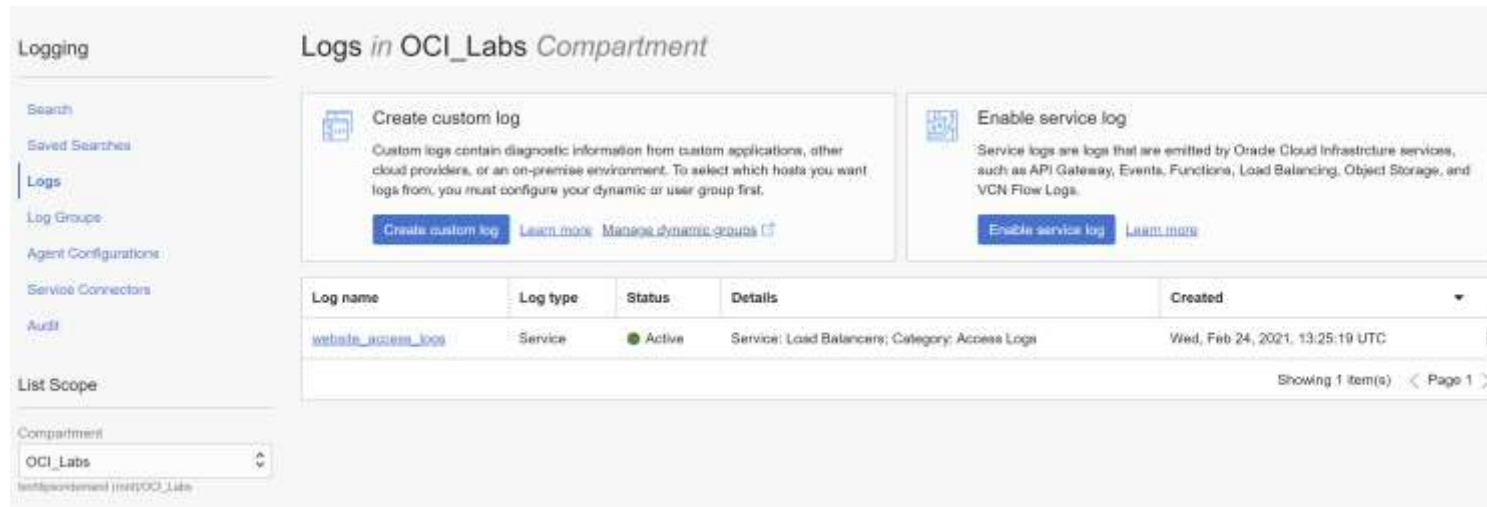 Logging
Search
Saved Searches
Logs
Log Groups
Agent Configurations
Service Connectors
Audit
List Scope
Compartment
OCI_Labs
Logs in OCI_Labs Compartment
Create custom log
Custom logs contain diagnostic information from custom applications, other
cloud providers, or an on-premise environment. To select which hosts you want
logs from, you must configure your dynamic or user group first.
Create custom log Learn more Manage dynamic groups
Enable service log
Service logs are logs that are emitted by Oracle Cloud Infrastrcture services,
such as API Gateway, Events, Functions, Load Balancing, Object Storage, and
VCN Flow Logs.
Enable service log Learn more
Log name Log type Status Details Created
website_access_logs Service Active Service: Load Balancers; Category: Access Logs Wed, Feb 24, 2021, 13:25:19 UTC
Showing 1 item(s) < Page 1 >